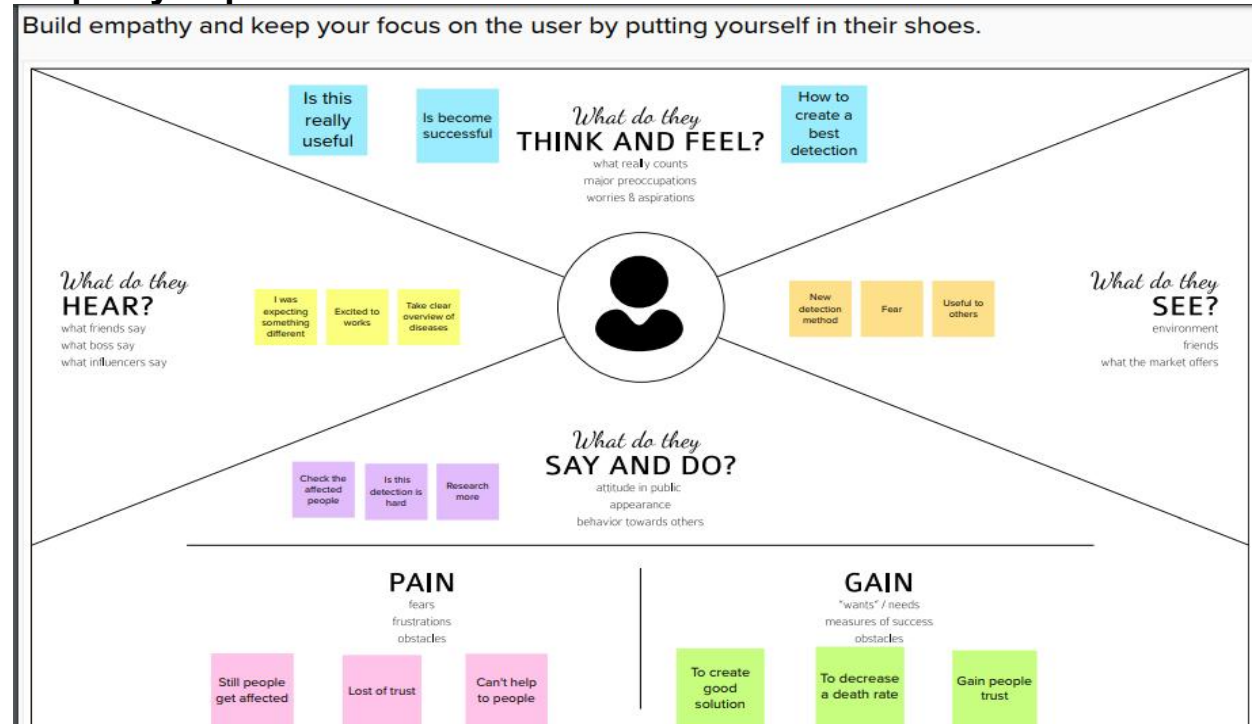 Build empathy and keep your focus on the user by putting yourself in their shoes.
Is this
really
useful
Is become
successful
What do they
THINK AND FEEL?
what really counts
major preoccupations
worries & aspirations
How to
create a
best
detection
What do they
HEAR?
what friends say
what boss say
what influencers say
I was
expecting
something
different
Excited to
works
Take clear
overview of
diseases
New
detection
method
Fear
Useful to
others
What do they
SEE?
environment
friends
what the market offers
What do they
SAY AND DO?
attitude in public
appearance
behavior towards others
Check the
affected
people
Is this
detection is
hard
Research
more
PAIN
fears
frustrations
obstacles
Still people
get affected
Lost of trust
Can't help
to people
GAIN
"wants" / needs
measures of success
obstacles
To create
good
solution
To decrease
a death rate
Gain people
trust